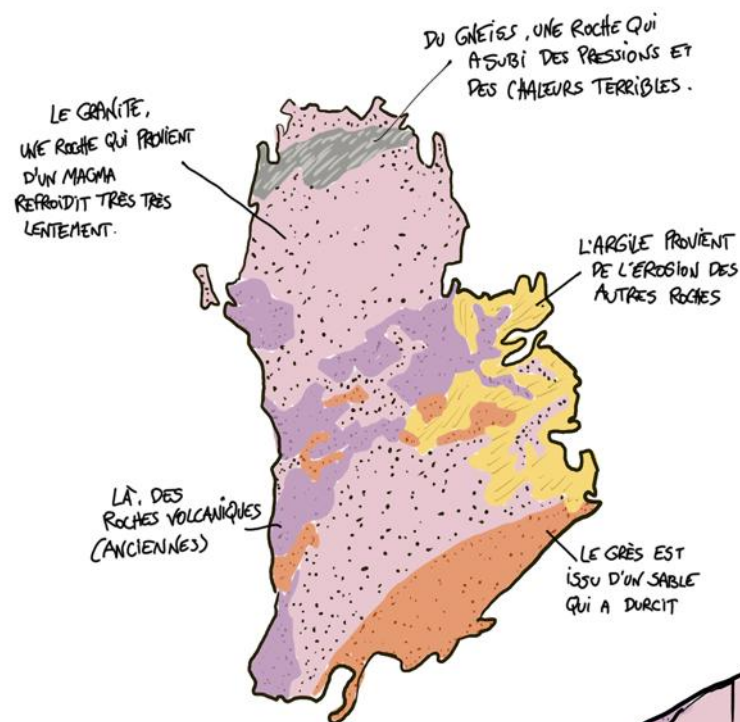 DU GNEISS, UNE ROCHE QUI
A SUBI DES PRESSIONS ET
DES CHALEURS TERRIBLES.
LE GRANITE,
UNE ROCHE QUI PROVIENT
D'UN MAGMA
REFROIDIT TRÈS TRÈS
LENTEMENT.
L'ARGILE PROVIENT
DE L'ÉROSION DES
AUTRES ROCHES
LÀ, DES
ROCHES VOLCANIQUES
(ANCIENNES)
LE GRÈS EST
ISSU D'UN SABLE
QUI A DURCIT